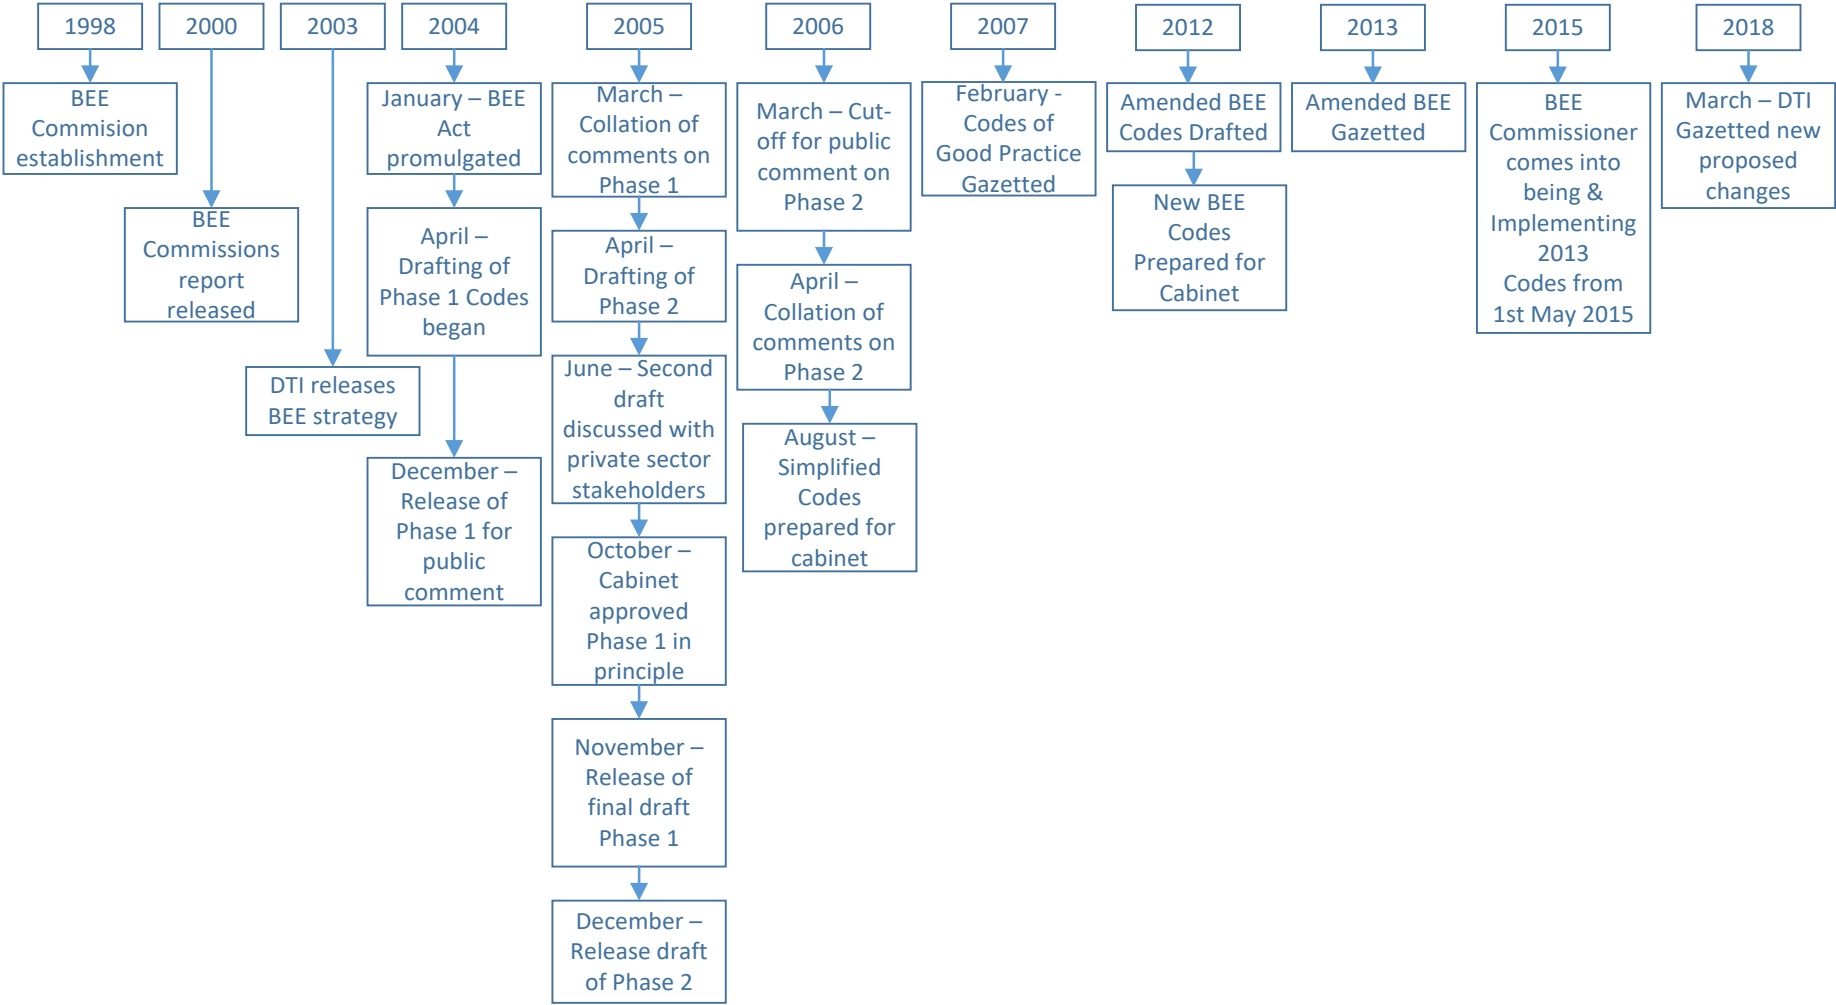 1998
BEE
Commision
establishment
2000
BEE
Commissions
report
released
2003
DTI releases
BEE strategy
2004
January – BEE
Act
promulgated
April –
Drafting of
Phase 1 Codes
began
December –
Release of
Phase 1 for
public
comment
2005
March –
Collation of
comments on
Phase 1
April –
Drafting of
Phase 2
June – Second
draft
discussed with
private sector
stakeholders
October –
Cabinet
approved
Phase 1 in
principle
November –
Release of
final draft
Phase 1
December –
Release draft
of Phase 2
2006
March – Cut-
off for public
comment on
Phase 2
April –
Collation of
comments on
Phase 2
August –
Simplified
Codes
prepared for
cabinet
2007
February -
Codes of
Good Practice
Gazetted
2012
Amended BEE
Codes Drafted
New BEE
Codes
Prepared for
Cabinet
2013
Amended BEE
Gazetted
2015
BEE
Commissioner
comes into
being &
Implementing
2013
Codes from
1st May 2015
2018
March – DTI
Gazetted new
proposed
changes